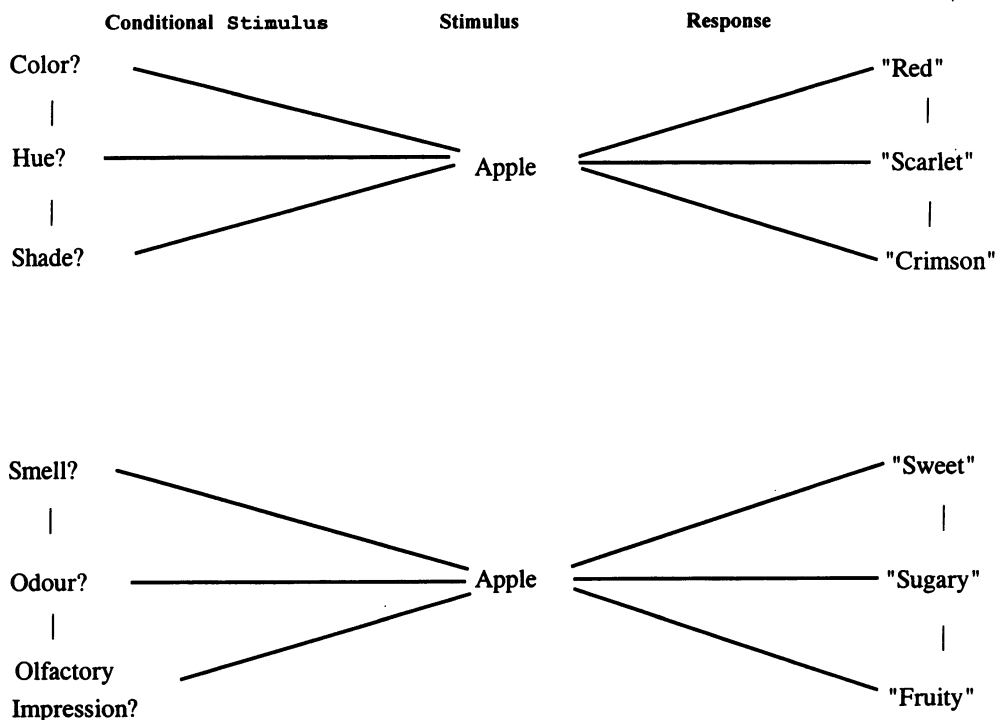 Conditional Stimulus Stimulus Response
Color? "Red"
Hue? Apple "Scarlet"
Shade? "Crimson"
Smell? "Sweet"
Odour? Apple "Sugary"
Olfactory
Impression? "Fruity"